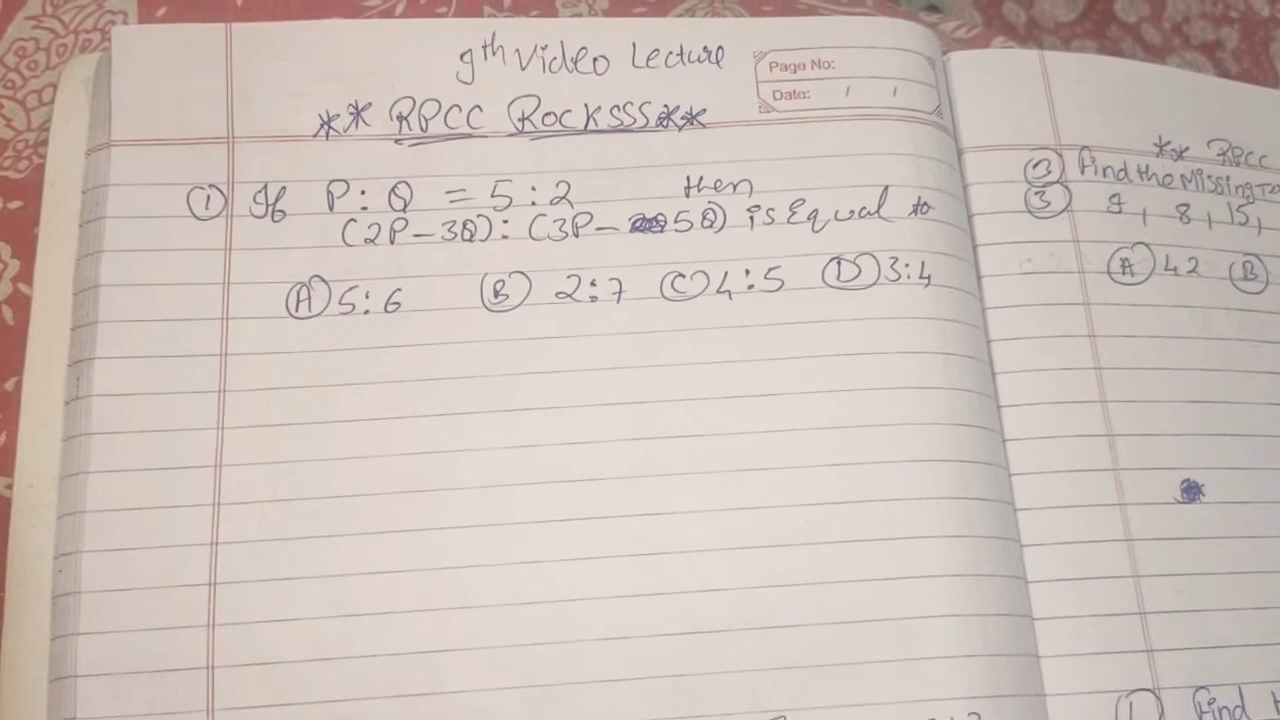 9th Video Lecture
Page No:
Date: / /
** RPCC ROCKSSS**
① If P : Q = 5 : 2 then
(2P - 3Q) : (3P - 5Q) is Equal to
Ⓐ 5:6 Ⓑ 2:7 Ⓒ 4:5 Ⓓ 3:4
** RPCC
② Find the Missing
③ 9, 8, 15,
Ⓐ 42 Ⓑ
① Find